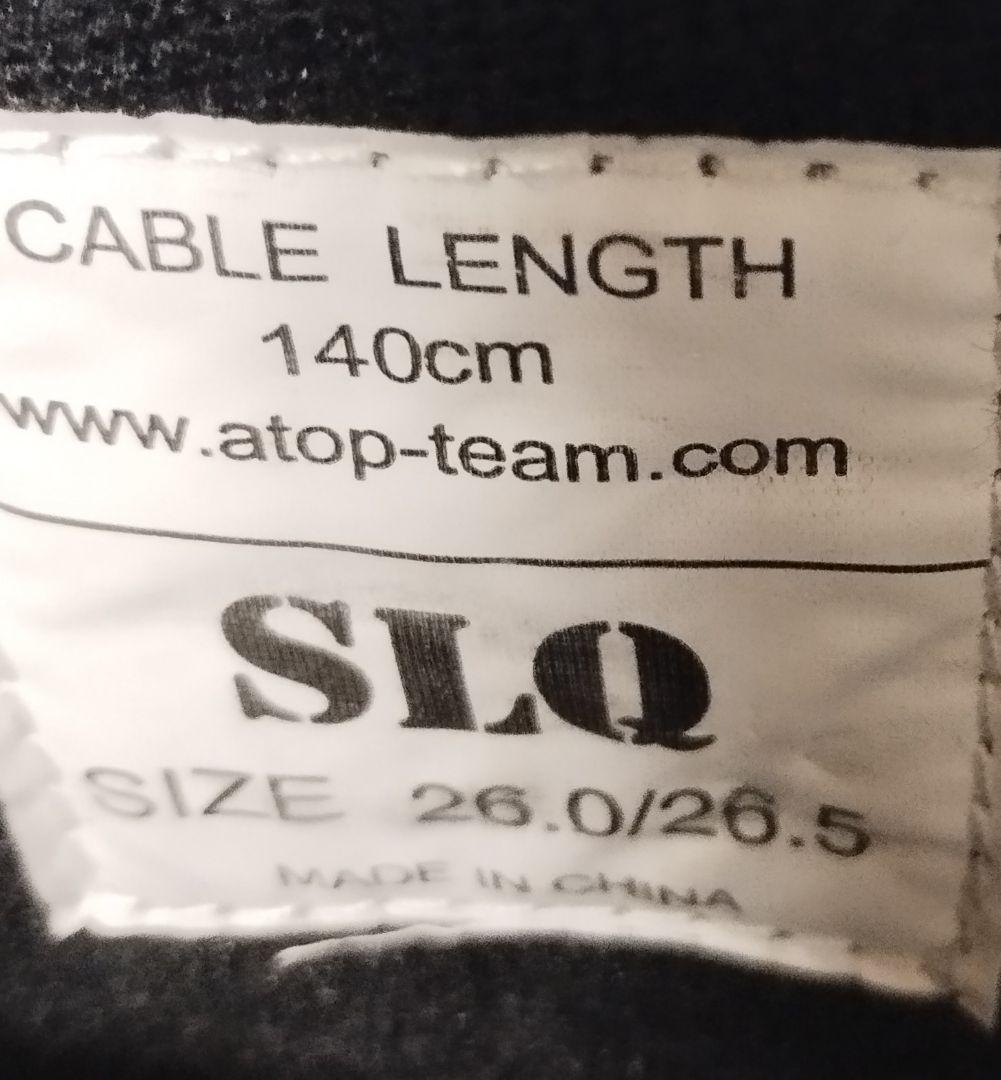 CABLE LENGTH
140cm
www.atop-team.com
SLQ
SIZE 26.0/26.5
MADE IN CHINA